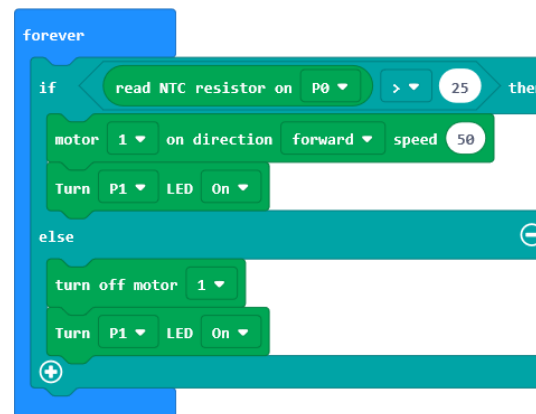 forever
if read NTC resistor on P0 > 25 then
motor 1 on direction forward speed 50
Turn P1 LED On
else
turn off motor 1
Turn P1 LED On